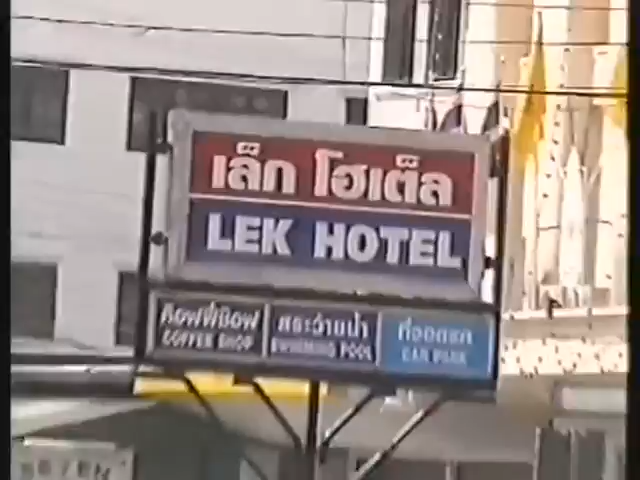 เล็ก โฮเต็ล
LEK HOTEL
ค๊อฟฟี่ช๊อฟ สระว่ายน้ำ ที่จอดรถ
COFFEE SHOP SWIMMING POOL CAR PARK